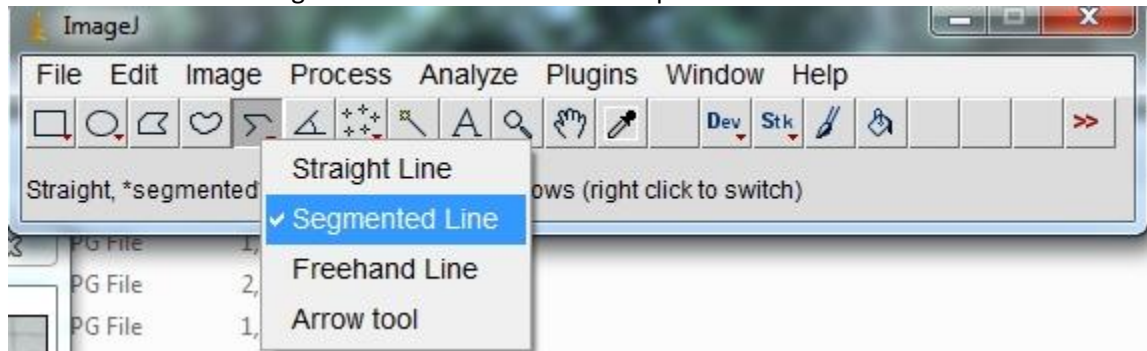 ImageJ
File Edit Image Process Analyze Plugins Window Help
A Dev Stk >>
Straight, *segmented ows (right click to switch)
Straight Line
Segmented Line
Freehand Line
Arrow tool
PG File 1,
PG File 2,
PG File 1,